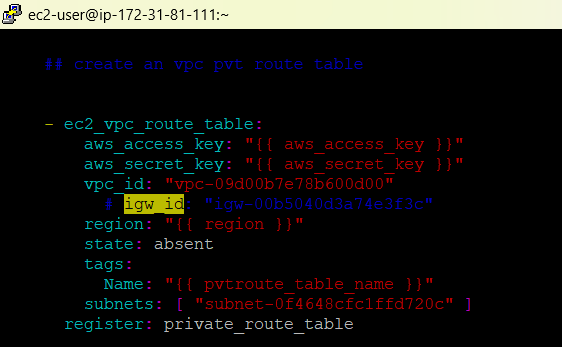 ec2-user@ip-172-31-81-111:~
## create an vpc pvt route table
- ec2_vpc_route_table:
aws_access_key: "{{ aws_access_key }}"
aws_secret_key: "{{ aws_secret_key }}"
vpc_id: "vpc-09d00b7e78b600d00"
# igw_id: "igw-00b5040d3a74e3f3c"
region: "{{ region }}"
state: absent
tags:
Name: "{{ pvtroute_table_name }}"
subnets: [ "subnet-0f4648cfc1ffd720c" ]
register: private_route_table